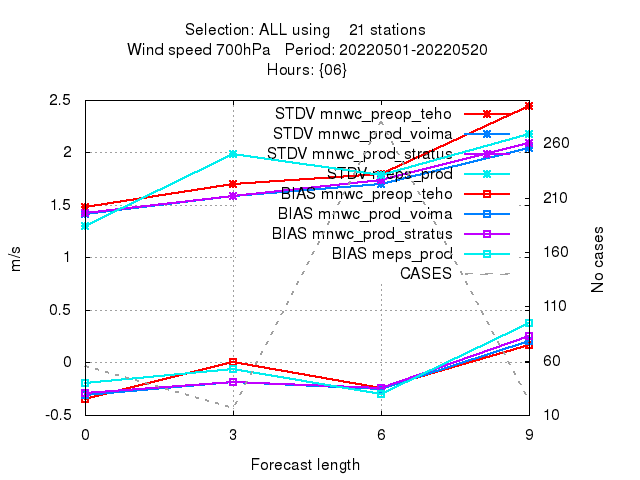 Selection: ALL using 21 stations
Wind speed 700hPa Period: 20220501-20220520
Hours: {06}
2.5
2
1.5
1
0.5
0
-0.5
m/s
STDV mnwc_preop_teho
STDV mnwc_prod_voima
STDV mnwc_prod_stratus
STDV meps_prod
BIAS mnwc_preop_teho
BIAS mnwc_prod_voima
BIAS mnwc_prod_stratus
BIAS meps_prod
CASES
260
210
160
110
60
10
No cases
0 3 6 9
Forecast length